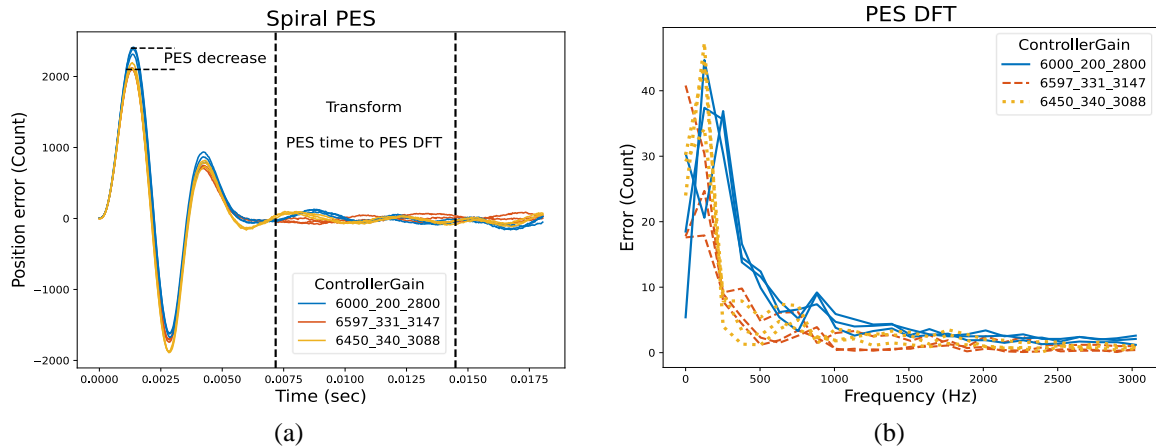 Spiral PES
PES decrease
Transform
PES time to PES DFT
Position error (Count)
2000
1000
0
−1000
−2000
ControllerGain
6000_200_2800
6597_331_3147
6450_340_3088
0.0000 0.0025 0.0050 0.0075 0.0100 0.0125 0.0150 0.0175
Time (sec)
(a)
PES DFT
ControllerGain
6000_200_2800
6597_331_3147
6450_340_3088
Error (Count)
40
30
20
10
0
0 500 1000 1500 2000 2500 3000
Frequency (Hz)
(b)